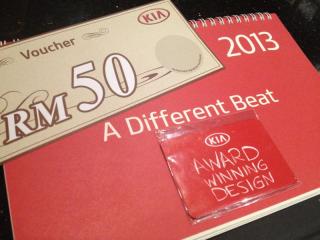 Voucher
KIA
RM50
2013
A Different Beat
KIA
AWARD
WINNING
DESIGN